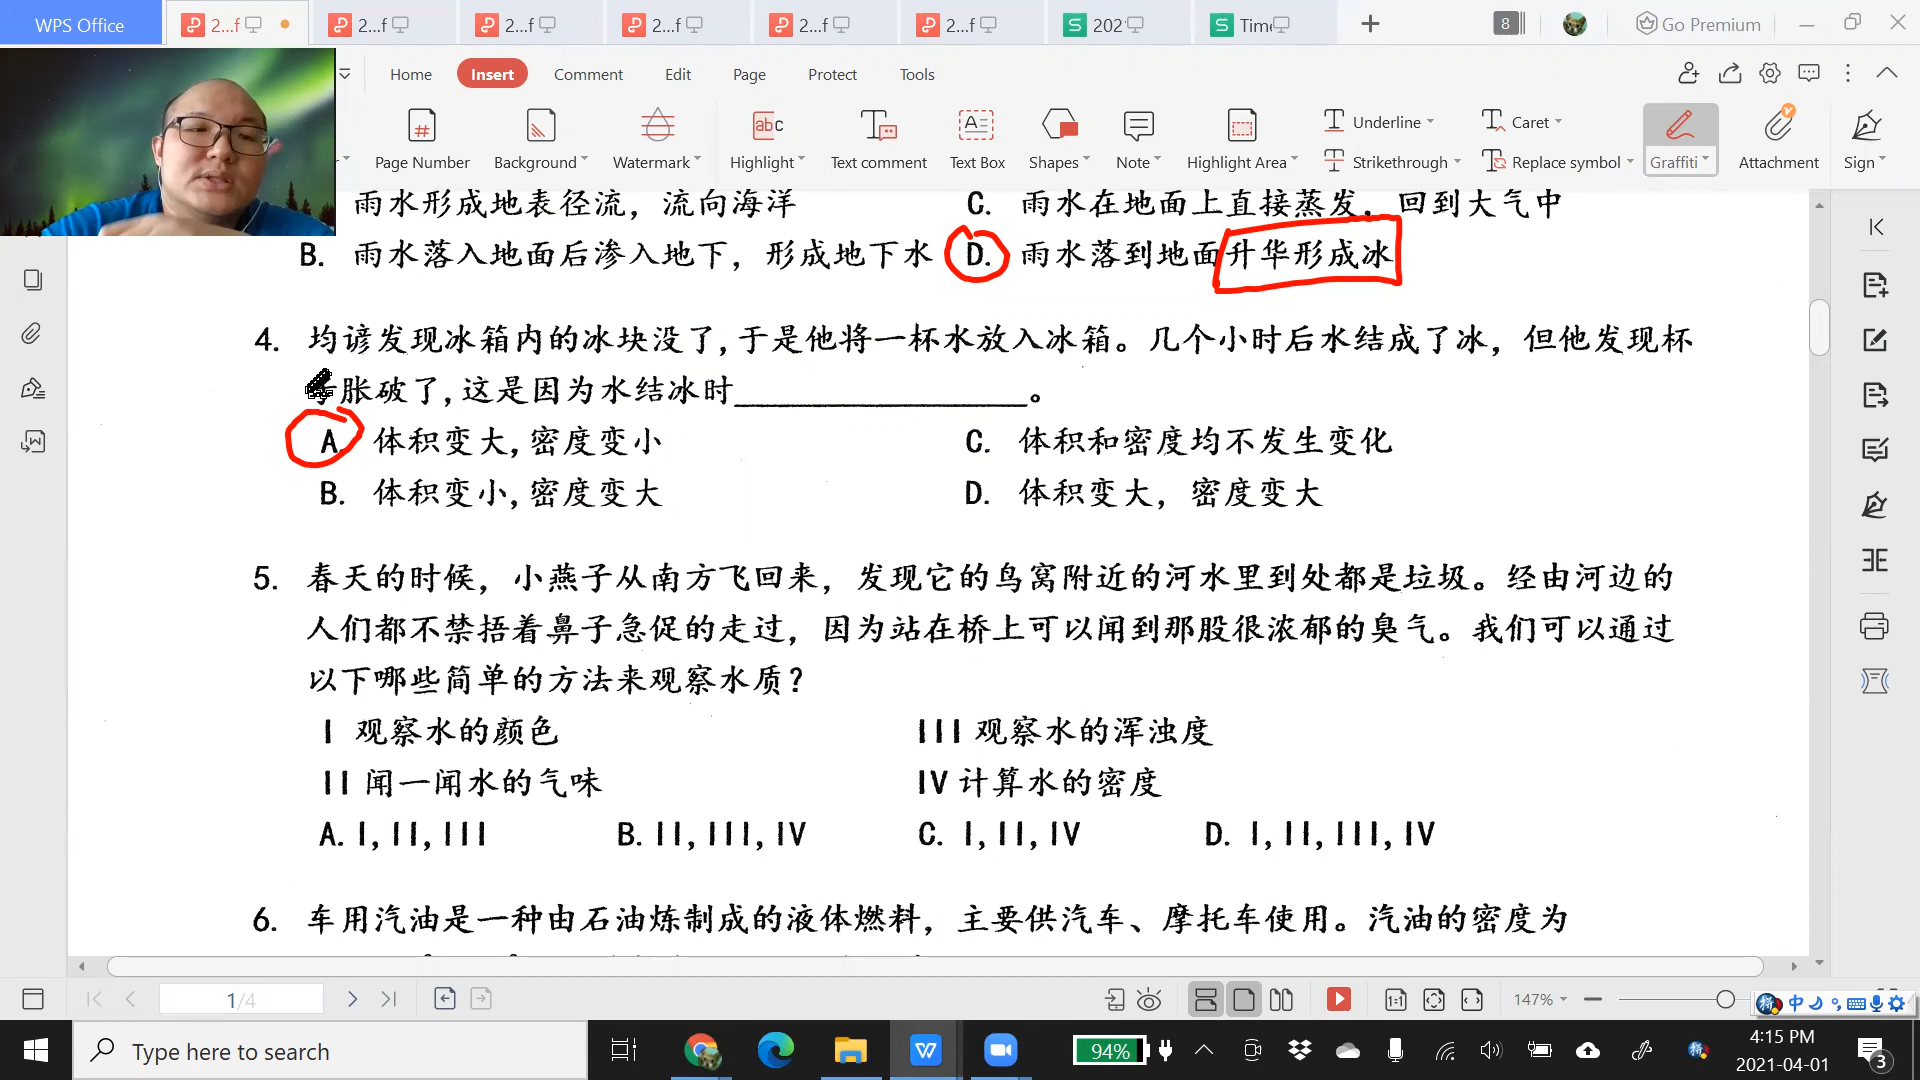 WPS Office
2...f
2...f
2...f
2...f
2...f
2...f
202
Time
8
Go Premium
Home
Insert
Comment
Edit
Page
Protect
Tools
Page Number
Background
Watermark
Highlight
Text comment
Text Box
Shapes
Note
Highlight Area
Underline
Strikethrough
Caret
Replace symbol
Graffiti
Attachment
Sign
雨水形成地表径流，流向海洋
C. 雨水在地面上直接蒸发，回到大气中
B. 雨水落入地面后渗入地下，形成地下水
D. 雨水落到地面升华形成冰
4. 均谚发现冰箱内的冰块没了，于是他将一杯水放入冰箱。几个小时后水结成了冰，但他发现杯
胀破了，这是因为水结冰时________________。
A. 体积变大，密度变小
C. 体积和密度均不发生变化
B. 体积变小，密度变大
D. 体积变大，密度变大
5. 春天的时候，小燕子从南方飞回来，发现它的鸟窝附近的河水里到处都是垃圾。经由河边的
人们都不禁捂着鼻子急促的走过，因为站在桥上可以闻到那股很浓郁的臭气。我们可以通过
以下哪些简单的方法来观察水质？
I 观察水的颜色
III 观察水的浑浊度
II 闻一闻水的气味
IV 计算水的密度
A. I, II, III
B. II, III, IV
C. I, II, IV
D. I, II, III, IV
6. 车用汽油是一种由石油炼制成的液体燃料，主要供汽车、摩托车使用。汽油的密度为
1/4
147%
中
Type here to search
94%
4:15 PM
2021-04-01
3